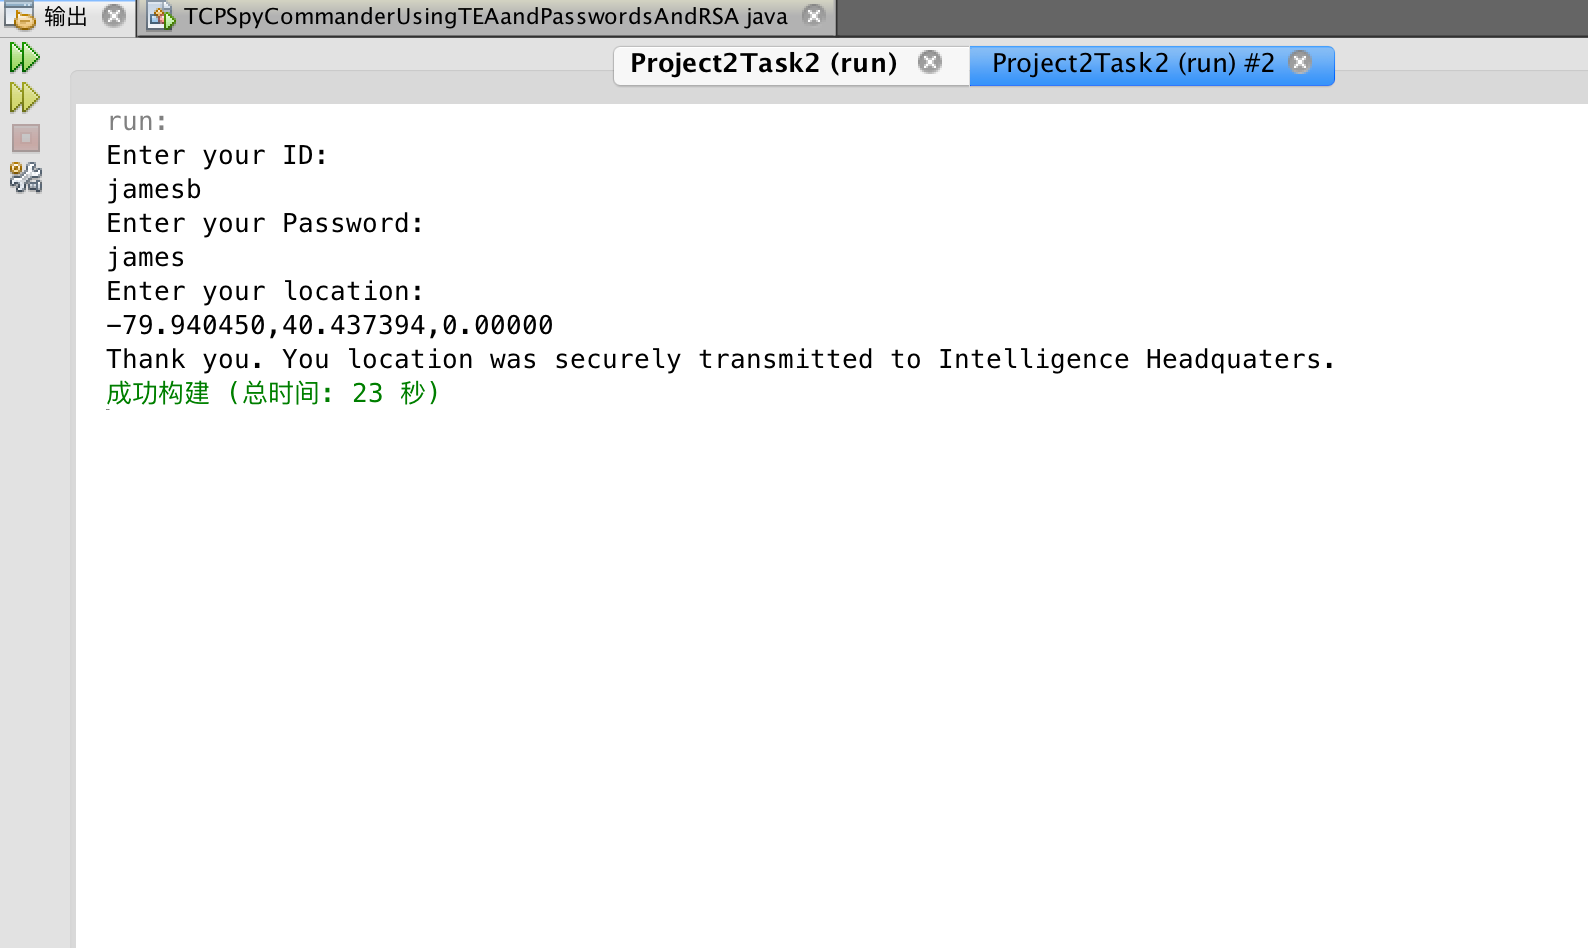 输出
TCPSpyCommanderUsingTEAandPasswordsAndRSA java
Project2Task2 (run)
Project2Task2 (run) #2
run:
Enter your ID:
jamesb
Enter your Password:
james
Enter your location:
-79.940450,40.437394,0.00000
Thank you. You location was securely transmitted to Intelligence Headquaters.
成功构建 (总时间: 23 秒)